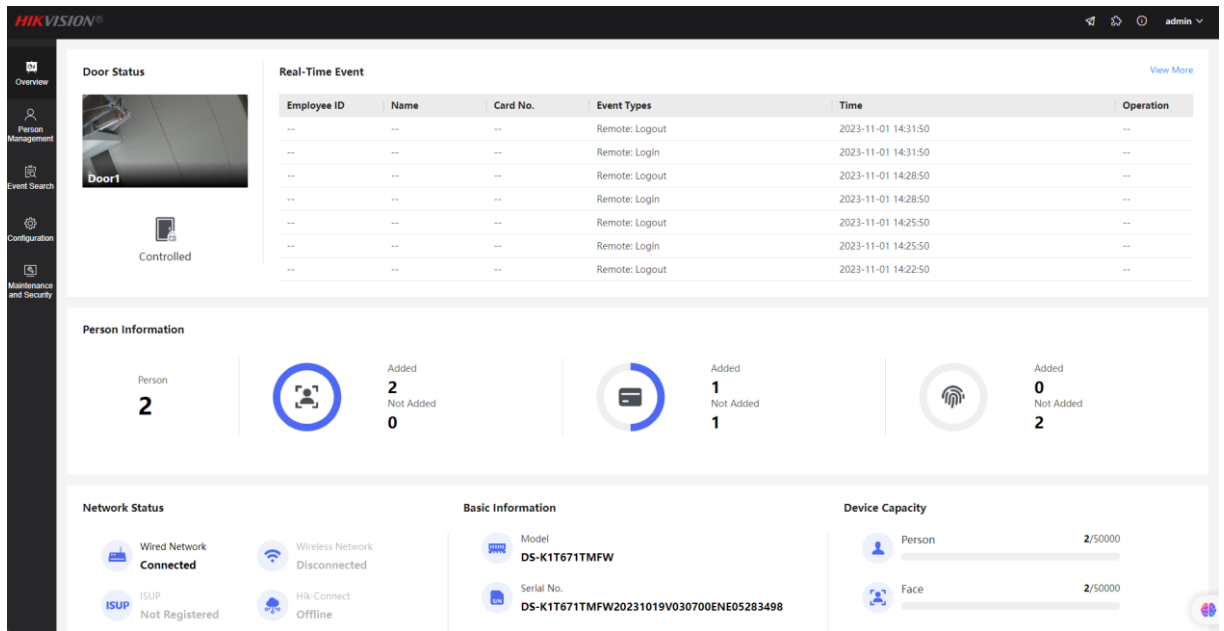 HIKVISION®
admin
Overview
Person
Management
Event Search
Configuration
Maintenance
and Security
Door Status
Door1
Controlled
Real-Time Event
View More
Employee ID Name Card No. Event Types Time Operation
-- -- -- Remote: Logout 2023-11-01 14:31:50 --
-- -- -- Remote: Login 2023-11-01 14:31:50 --
-- -- -- Remote: Logout 2023-11-01 14:28:50 --
-- -- -- Remote: Login 2023-11-01 14:28:50 --
-- -- -- Remote: Logout 2023-11-01 14:25:50 --
-- -- -- Remote: Login 2023-11-01 14:25:50 --
-- -- -- Remote: Logout 2023-11-01 14:22:50 --
Person Information
Person
2
Added
2
Not Added
0
Added
1
Not Added
1
Added
0
Not Added
2
Network Status
Wired Network
Connected
Wireless Network
Disconnected
ISUP
ISUP
Not Registered
Hik-Connect
Offline
Basic Information
Model
DS-K1T671TMFW
S/N
Serial No.
DS-K1T671TMFW20231019V030700ENE05283498
Device Capacity
Person 2/50000
Face 2/50000